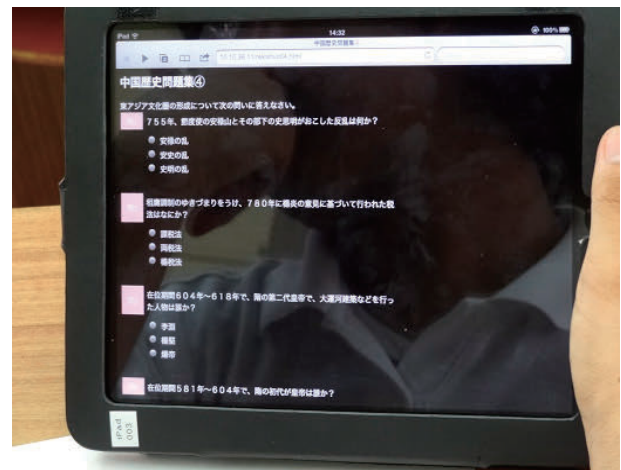 iPad
14:32
100%
中国歴史問題集④
中国歴史問題集④
東アジア文化圏の形成について次の問いに答えなさい。
755年、節度使の安禄山とその部下の史思明がおこした反乱は何か？
安禄の乱
安史の乱
史明の乱
租庸調制のゆきづまりをうけ、780年に楊炎の意見に基づいて行われた税
法はなにか？
課税法
両税法
楊税法
在位期間604年～618年で、隋の第二代皇帝で、大運河建築などを行っ
た人物は誰か？
李淵
楊堅
煬帝
在位期間581年～604年で、隋の初代が皇帝は誰か？
iPad
003